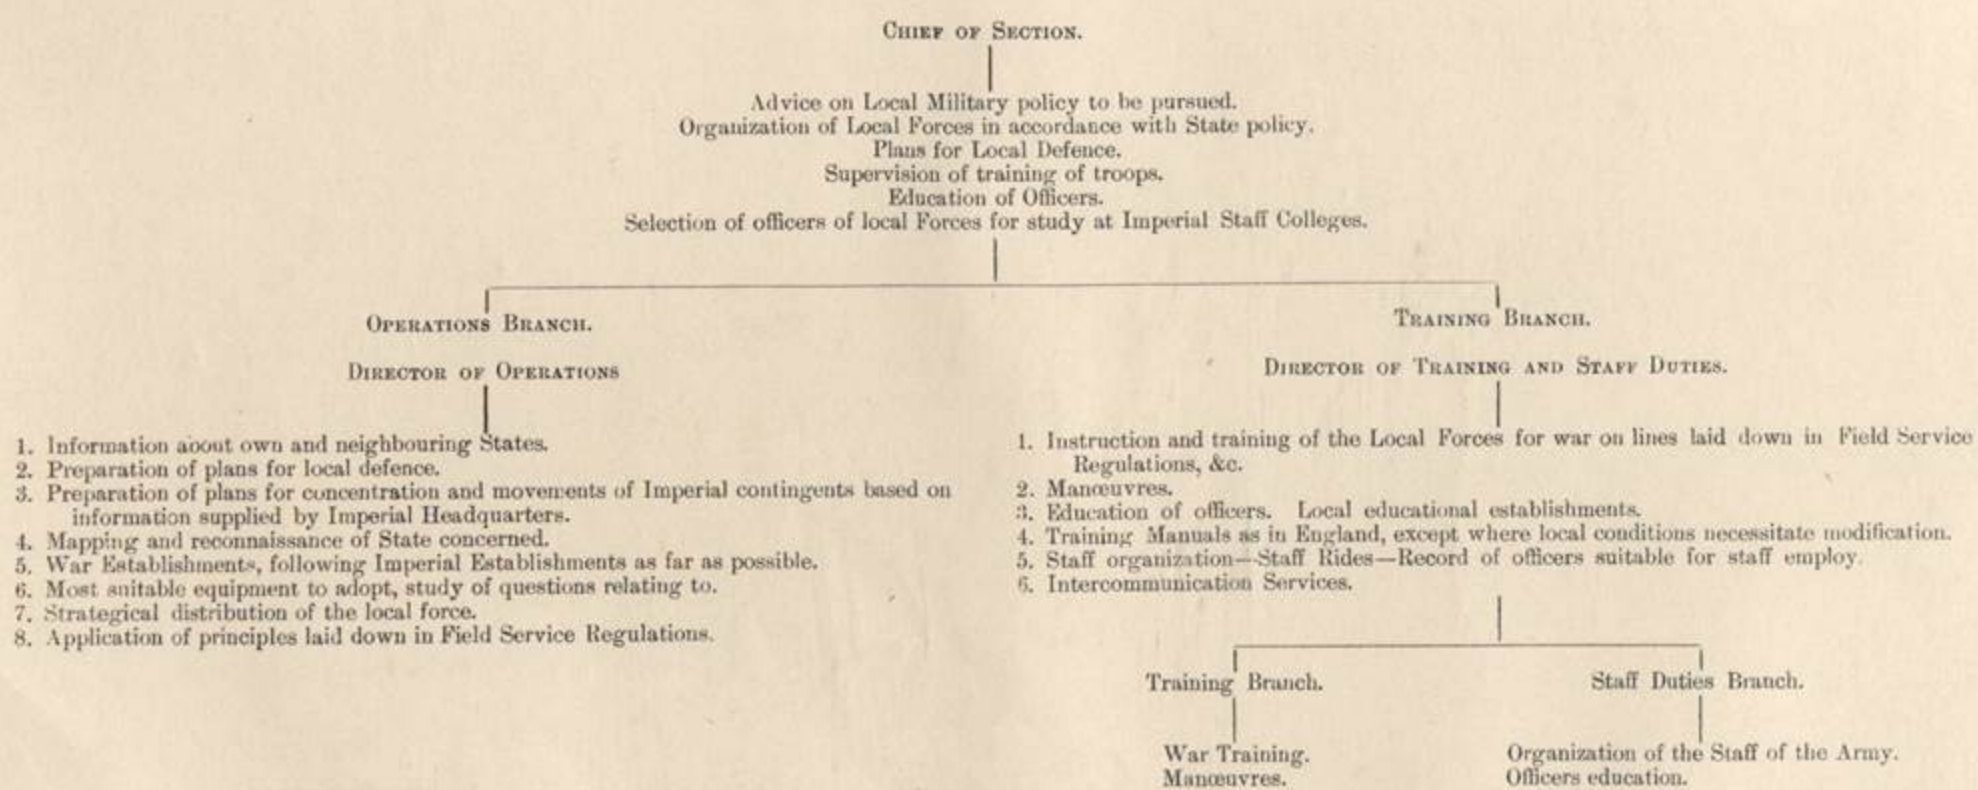 CHIEF OF SECTION.
Advice on Local Military policy to be pursued.
Organization of Local Forces in accordance with State policy.
Plans for Local Defence.
Supervision of training of troops.
Education of Officers.
Selection of officers of local Forces for study at Imperial Staff Colleges.
OPERATIONS BRANCH.
DIRECTOR OF OPERATIONS
1. Information aoout own and neighbouring States.
2. Preparation of plans for local defence.
3. Preparation of plans for concentration and movements of Imperial contingents based on
information supplied by Imperial Headquarters.
4. Mapping and reconnaissance of State concerned.
5. War Establishments, following Imperial Establishments as far as possible.
6. Most suitable equipment to adopt, study of questions relating to.
7. Strategical distribution of the local force.
8. Application of principles laid down in Field Service Regulations.
TRAINING BRANCH.
DIRECTOR OF TRAINING AND STAFF DUTIES.
1. Instruction and training of the Local Forces for war on lines laid down in Field Service
Regulations, &c.
2. Manœuvres.
3. Education of officers. Local educational establishments.
4. Training Manuals as in England, except where local conditions necessitate modification.
5. Staff organization—Staff Rides—Record of officers suitable for staff employ.
6. Intercommunication Services.
Training Branch.
War Training.
Manœuvres.
Staff Duties Branch.
Organization of the Staff of the Army.
Officers education.